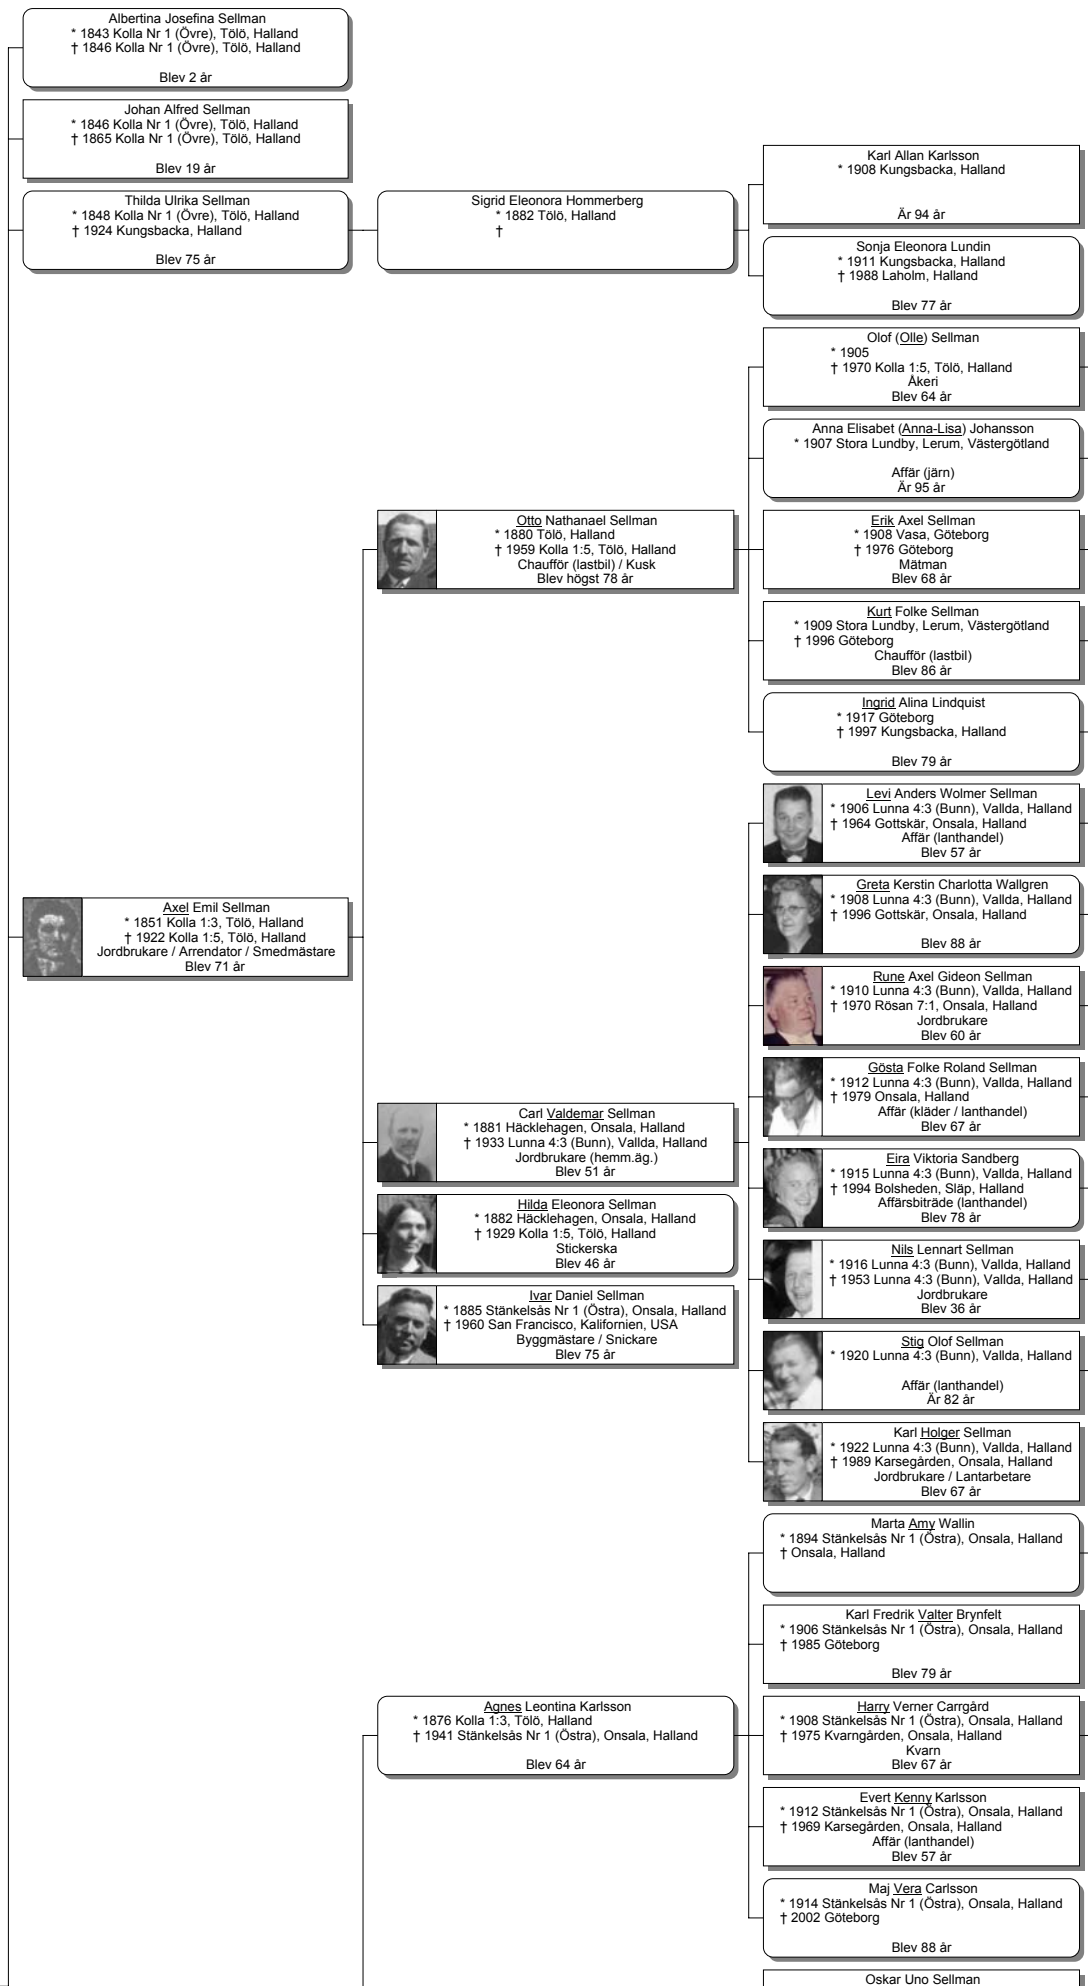 Albertina Josefina Sellman
* 1843 Kolla Nr 1 (Övre), Tölö, Halland
† 1846 Kolla Nr 1 (Övre), Tölö, Halland
Blev 2 år
Johan Alfred Sellman
* 1846 Kolla Nr 1 (Övre), Tölö, Halland
† 1865 Kolla Nr 1 (Övre), Tölö, Halland
Blev 19 år
Thilda Ulrika Sellman
* 1848 Kolla Nr 1 (Övre), Tölö, Halland
† 1924 Kungsbacka, Halland
Blev 75 år
Sigrid Eleonora Hommerberg
* 1882 Tölö, Halland
†
Karl Allan Karlsson
* 1908 Kungsbacka, Halland
Är 94 år
Sonja Eleonora Lundin
* 1911 Kungsbacka, Halland
† 1988 Laholm, Halland
Blev 77 år
Olof (Olle) Sellman
* 1905
† 1970 Kolla 1:5, Tölö, Halland
Åkeri
Blev 64 år
Anna Elisabet (Anna-Lisa) Johansson
* 1907 Stora Lundby, Lerum, Västergötland
Affär (järn)
Är 95 år
Otto Nathanael Sellman
* 1880 Tölö, Halland
† 1959 Kolla 1:5, Tölö, Halland
Chaufför (lastbil) / Kusk
Blev högst 78 år
Erik Axel Sellman
* 1908 Vasa, Göteborg
† 1976 Göteborg
Mätman
Blev 68 år
Kurt Folke Sellman
* 1909 Stora Lundby, Lerum, Västergötland
† 1996 Göteborg
Chaufför (lastbil)
Blev 86 år
Ingrid Alina Lindquist
* 1917 Göteborg
† 1997 Kungsbacka, Halland
Blev 79 år
Levi Anders Wolmer Sellman
* 1906 Lunna 4:3 (Bunn), Vallda, Halland
† 1964 Gottskär, Onsala, Halland
Affär (lanthandel)
Blev 57 år
Greta Kerstin Charlotta Wallgren
* 1908 Lunna 4:3 (Bunn), Vallda, Halland
† 1996 Gottskär, Onsala, Halland
Blev 88 år
Axel Emil Sellman
* 1851 Kolla 1:3, Tölö, Halland
† 1922 Kolla 1:5, Tölö, Halland
Jordbrukare / Arrendator / Smedmästare
Blev 71 år
Rune Axel Gideon Sellman
* 1910 Lunna 4:3 (Bunn), Vallda, Halland
† 1970 Rösan 7:1, Onsala, Halland
Jordbrukare
Blev 60 år
Gösta Folke Roland Sellman
* 1912 Lunna 4:3 (Bunn), Vallda, Halland
† 1979 Onsala, Halland
Affär (kläder / lanthandel)
Blev 67 år
Carl Valdemar Sellman
* 1881 Häcklehagen, Onsala, Halland
† 1933 Lunna 4:3 (Bunn), Vallda, Halland
Jordbrukare (hemm.äg.)
Blev 51 år
Eira Viktoria Sandberg
* 1915 Lunna 4:3 (Bunn), Vallda, Halland
† 1994 Bolsheden, Släp, Halland
Affärsbiträde (lanthandel)
Blev 78 år
Hilda Eleonora Sellman
* 1882 Häcklehagen, Onsala, Halland
† 1929 Kolla 1:5, Tölö, Halland
Stickerska
Blev 46 år
Nils Lennart Sellman
* 1916 Lunna 4:3 (Bunn), Vallda, Halland
† 1953 Lunna 4:3 (Bunn), Vallda, Halland
Jordbrukare
Blev 36 år
Ivar Daniel Sellman
* 1885 Stänkelsås Nr 1 (Östra), Onsala, Halland
† 1960 San Francisco, Kalifornien, USA
Byggmästare / Snickare
Blev 75 år
Stig Olof Sellman
* 1920 Lunna 4:3 (Bunn), Vallda, Halland
Affär (lanthandel)
Är 82 år
Karl Holger Sellman
* 1922 Lunna 4:3 (Bunn), Vallda, Halland
† 1989 Karsegården, Onsala, Halland
Jordbrukare / Lantarbetare
Blev 67 år
Marta Amy Wallin
* 1894 Stänkelsås Nr 1 (Östra), Onsala, Halland
† Onsala, Halland
Karl Fredrik Valter Brynfelt
* 1906 Stänkelsås Nr 1 (Östra), Onsala, Halland
† 1985 Göteborg
Blev 79 år
Agnes Leontina Karlsson
* 1876 Kolla 1:3, Tölö, Halland
† 1941 Stänkelsås Nr 1 (Östra), Onsala, Halland
Blev 64 år
Harry Verner Carrgård
* 1908 Stänkelsås Nr 1 (Östra), Onsala, Halland
† 1975 Kvarngården, Onsala, Halland
Kvarn
Blev 67 år
Evert Kenny Karlsson
* 1912 Stänkelsås Nr 1 (Östra), Onsala, Halland
† 1969 Karsegården, Onsala, Halland
Affär (lanthandel)
Blev 57 år
Maj Vera Carlsson
* 1914 Stänkelsås Nr 1 (Östra), Onsala, Halland
† 2002 Göteborg
Blev 88 år
Oskar Uno Sellman